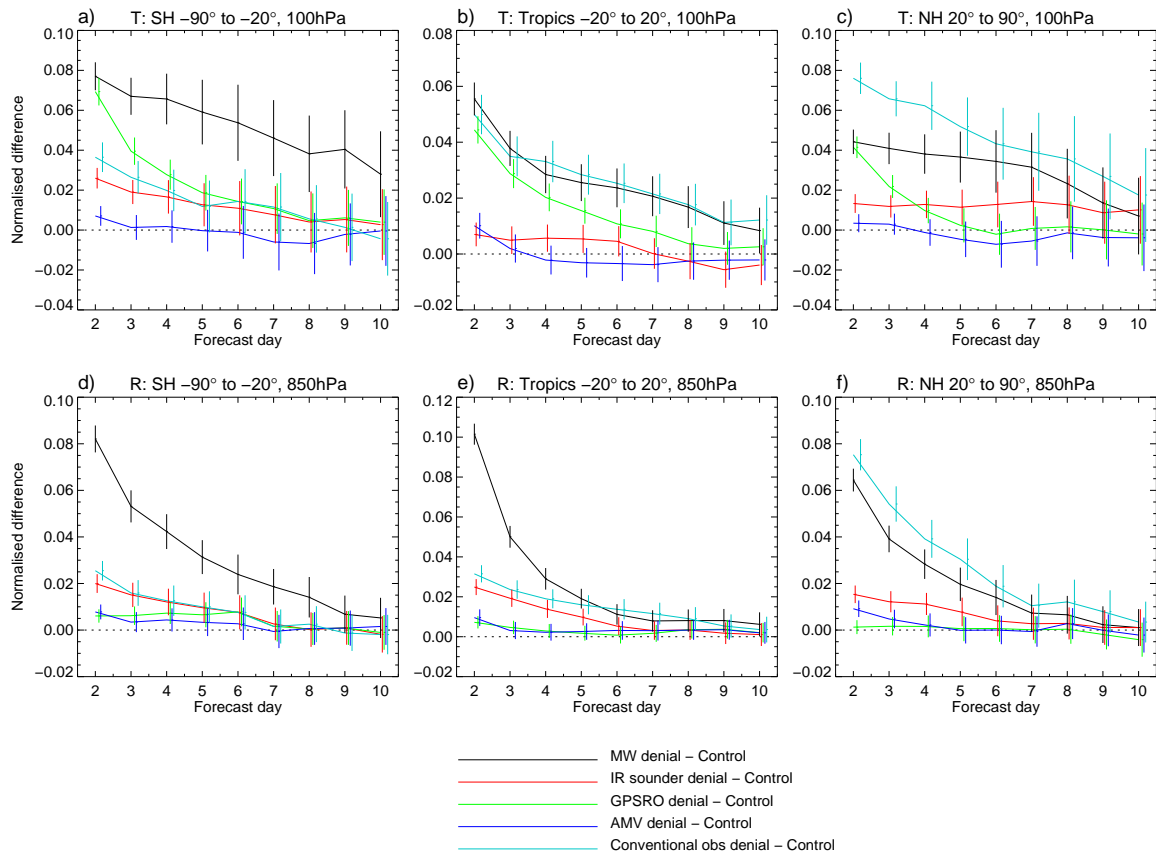 a) T: SH −90° to −20°, 100hPa
b) T: Tropics −20° to 20°, 100hPa
c) T: NH 20° to 90°, 100hPa
Normalised difference
0.10
0.08
0.06
0.04
0.02
0.00
−0.02
−0.04
2 3 4 5 6 7 8 9 10
Forecast day
0.08
0.06
0.04
0.02
0.00
−0.02
2 3 4 5 6 7 8 9 10
Forecast day
0.10
0.08
0.06
0.04
0.02
0.00
−0.02
−0.04
2 3 4 5 6 7 8 9 10
Forecast day
d) R: SH −90° to −20°, 850hPa
e) R: Tropics −20° to 20°, 850hPa
f) R: NH 20° to 90°, 850hPa
Normalised difference
0.10
0.08
0.06
0.04
0.02
0.00
−0.02
2 3 4 5 6 7 8 9 10
Forecast day
0.12
0.10
0.08
0.06
0.04
0.02
0.00
−0.02
2 3 4 5 6 7 8 9 10
Forecast day
0.10
0.08
0.06
0.04
0.02
0.00
−0.02
2 3 4 5 6 7 8 9 10
Forecast day
MW denial − Control
IR sounder denial − Control
GPSRO denial − Control
AMV denial − Control
Conventional obs denial − Control